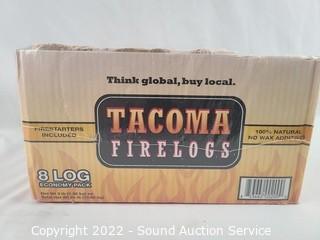 Think global, buy local.
FIRESTARTERS
INCLUDED
TACOMA
FIRELOGS
100% NATURAL
NO WAX ADDITIVES
8 LOG
ECONOMY PACK
Copyright 2022 - Sound Auction Service